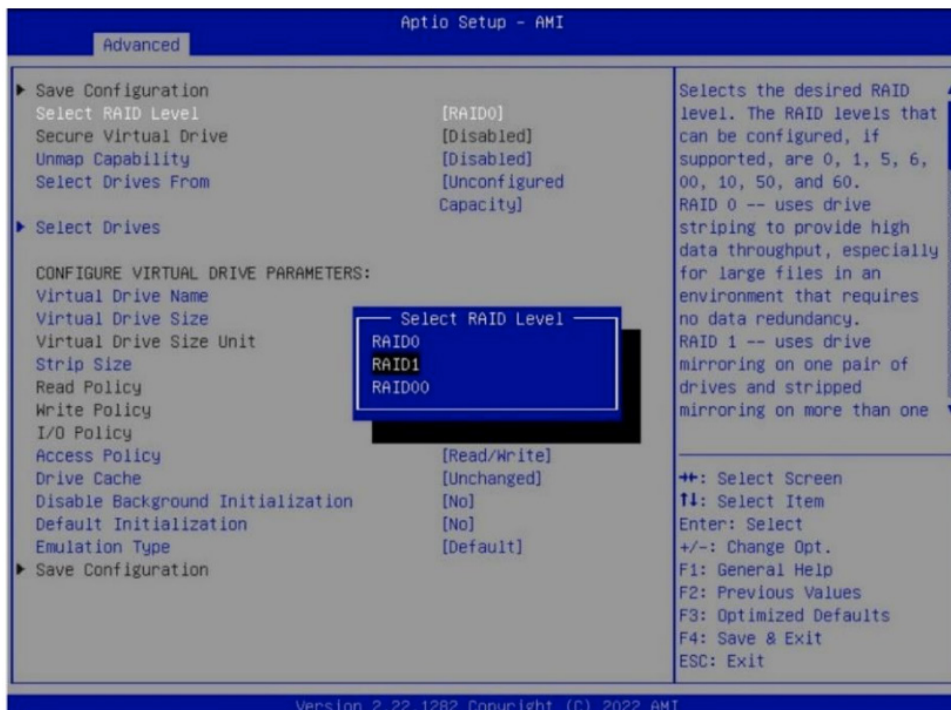 Aptio Setup - AMI
Advanced
Save Configuration
Select RAID Level [RAID0]
Secure Virtual Drive [Disabled]
Unmap Capability [Disabled]
Select Drives From [Unconfigured
Capacity]
Select Drives
CONFIGURE VIRTUAL DRIVE PARAMETERS:
Virtual Drive Name
Virtual Drive Size
Virtual Drive Size Unit
Strip Size
Read Policy
Write Policy
I/O Policy
Access Policy [Read/Write]
Drive Cache [Unchanged]
Disable Background Initialization [No]
Default Initialization [No]
Emulation Type [Default]
Save Configuration
Select RAID Level
RAID0
RAID1
RAID00
Selects the desired RAID
level. The RAID levels that
can be configured, if
supported, are 0, 1, 5, 6,
00, 10, 50, and 60.
RAID 0 -- uses drive
striping to provide high
data throughput, especially
for large files in an
environment that requires
no data redundancy.
RAID 1 -- uses drive
mirroring on one pair of
drives and stripped
mirroring on more than one
→←: Select Screen
↑↓: Select Item
Enter: Select
+/-: Change Opt.
F1: General Help
F2: Previous Values
F3: Optimized Defaults
F4: Save & Exit
ESC: Exit
Version 2.22.1282 Copyright (C) 2022 AMI